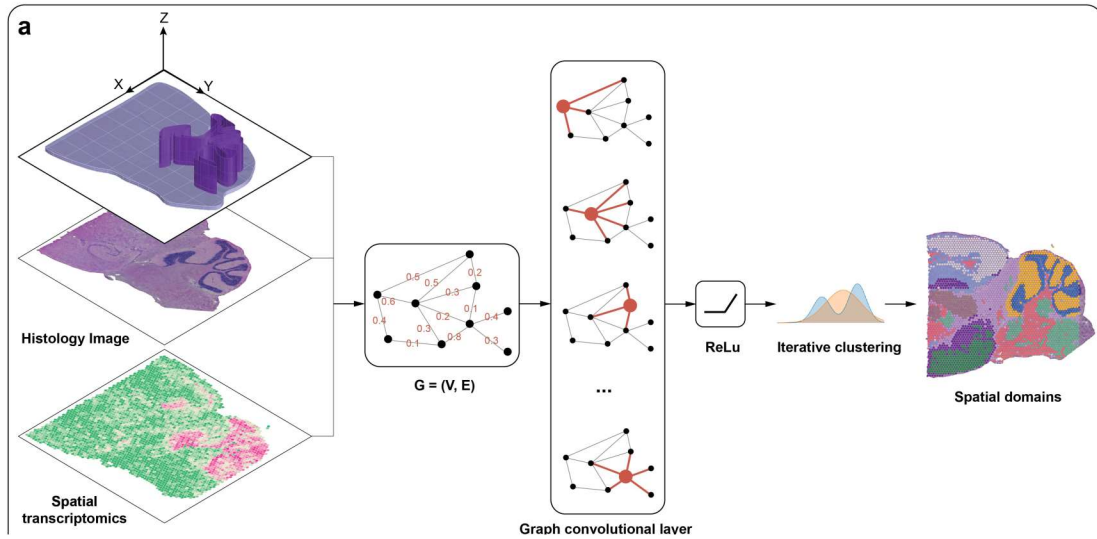 a
Z
X
Y
Histology Image
Spatial
transcriptomics
0.5
0.5
0.2
0.6
0.3
0.4
0.2
0.1
0.4
0.3
0.1
0.8
0.3
G = (V, E)
...
Graph convolutional layer
ReLu
Iterative clustering
Spatial domains